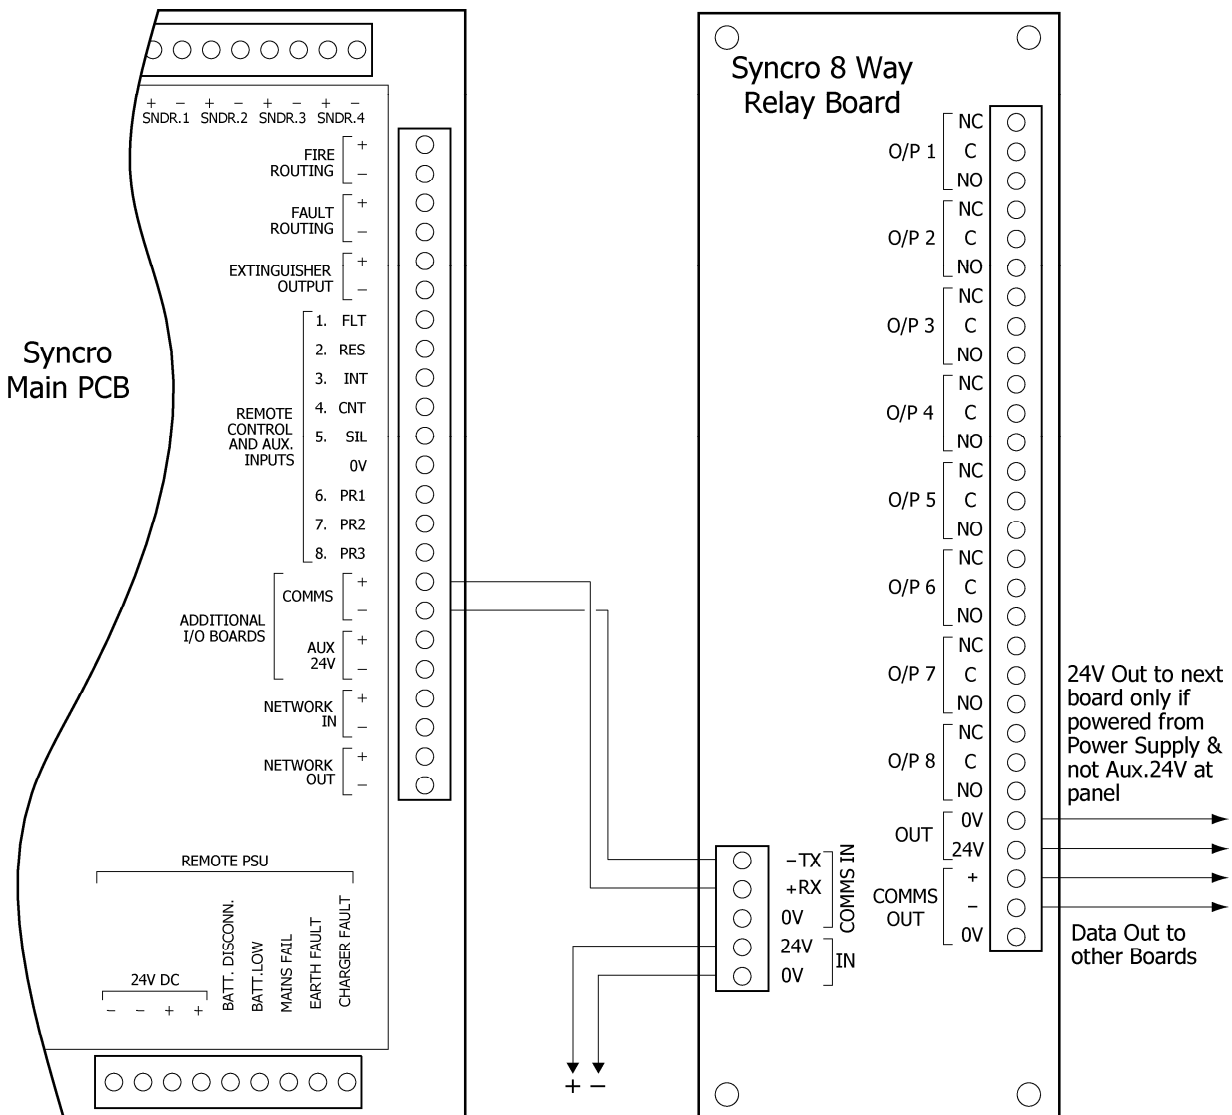 + − + − + − + −
SNDR.1 SNDR.2 SNDR.3 SNDR.4
FIRE
ROUTING
+
−
FAULT
ROUTING
+
−
EXTINGUISHER
OUTPUT
+
−
REMOTE
CONTROL
AND AUX.
INPUTS
1. FLT
2. RES
3. INT
4. CNT
5. SIL
0V
6. PR1
7. PR2
8. PR3
ADDITIONAL
I/O BOARDS
COMMS
+
−
AUX
24V
+
−
NETWORK
IN
+
−
NETWORK
OUT
+
−
Syncro
Main PCB
REMOTE PSU
24V DC
− − + +
BATT. DISCONN.
BATT.LOW
MAINS FAIL
EARTH FAULT
CHARGER FAULT
Syncro 8 Way
Relay Board
O/P 1
NC
C
NO
O/P 2
NC
C
NO
O/P 3
NC
C
NO
O/P 4
NC
C
NO
O/P 5
NC
C
NO
O/P 6
NC
C
NO
O/P 7
NC
C
NO
O/P 8
NC
C
NO
OUT
0V
24V
COMMS
OUT
+
−
0V
−TX
+RX
0V
COMMS IN
24V
0V
IN
+ −
24V Out to next
board only if
powered from
Power Supply &
not Aux.24V at
panel
Data Out to
other Boards